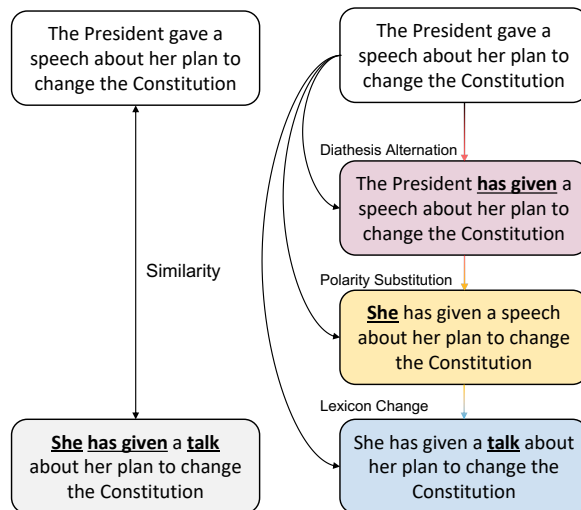 The President gave a
speech about her plan to
change the Constitution
Similarity
She has given a talk
about her plan to change
the Constitution
The President gave a
speech about her plan to
change the Constitution
Diathesis Alternation
The President has given a
speech about her plan to
change the Constitution
Polarity Substitution
She has given a speech
about her plan to change
the Constitution
Lexicon Change
She has given a talk about
her plan to change the
Constitution